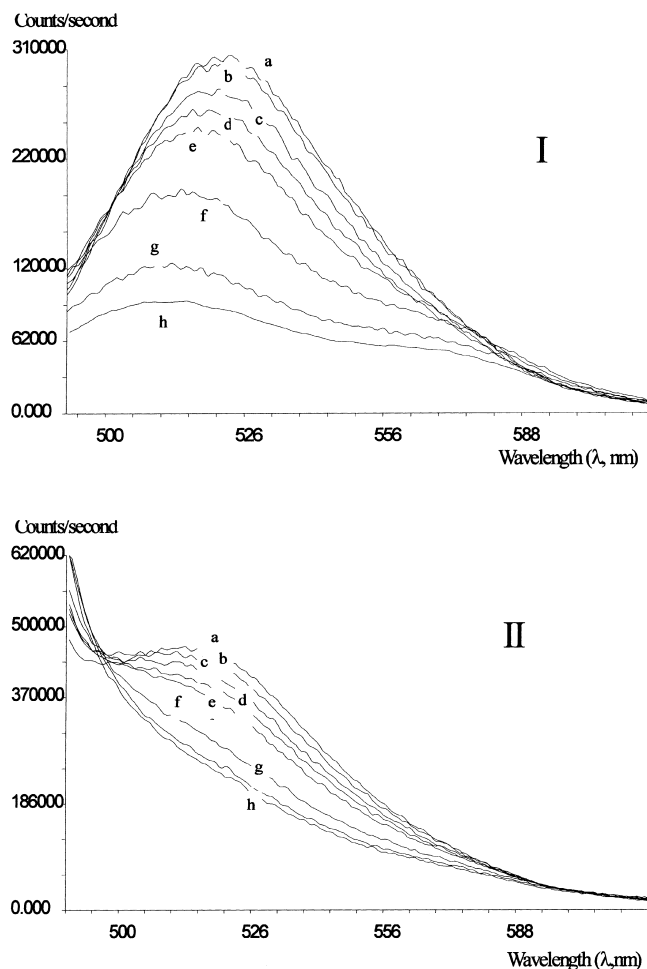 Counts/second
310000
a
b
c
I
220000
d
e
f
g
120000
h
62000
0.000
500 526 556 588
Wavelength (λ, nm)
Counts/second
620000
II
500000
a
c b
370000
f e d
g
186000
h
0.000
500 526 556 588
Wavelength (λ,nm)